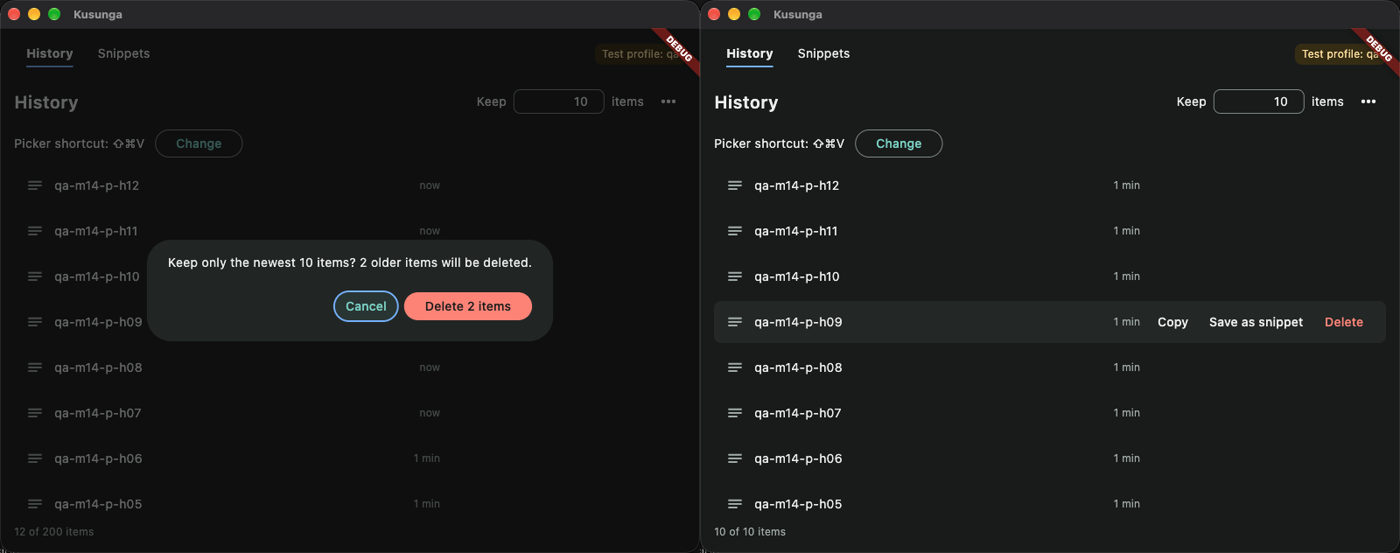 Kusunga
DEBUG
History Snippets Test profile: qa
History Keep 10 items •••
Picker shortcut: ⇧⌘V Change
qa-m14-p-h12 now
qa-m14-p-h11 now
qa-m14-p-h10
qa-m14-p-h09
qa-m14-p-h08 now
qa-m14-p-h07 now
qa-m14-p-h06 1 min
qa-m14-p-h05 1 min
12 of 200 items
Keep only the newest 10 items? 2 older items will be deleted.
Cancel Delete 2 items
Kusunga
DEBUG
History Snippets Test profile: qa
History Keep 10 items •••
Picker shortcut: ⇧⌘V Change
qa-m14-p-h12 1 min
qa-m14-p-h11 1 min
qa-m14-p-h10 1 min
qa-m14-p-h09 1 min Copy Save as snippet Delete
qa-m14-p-h08 1 min
qa-m14-p-h07 1 min
qa-m14-p-h06 1 min
qa-m14-p-h05 1 min
10 of 10 items